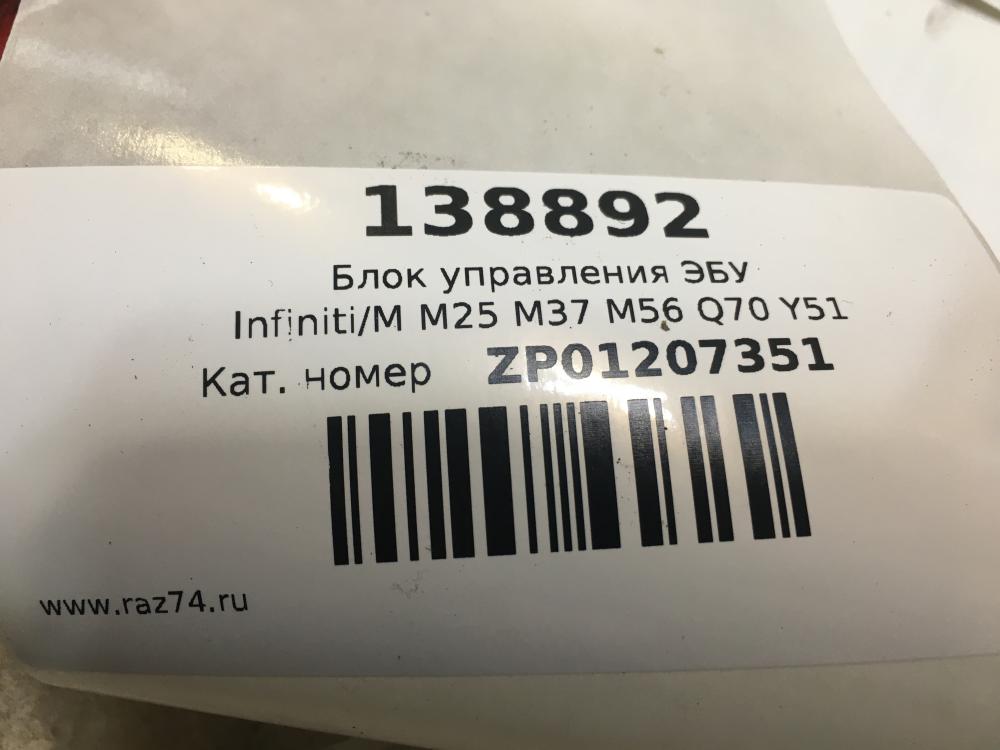 138892
Блок управления ЭБУ
Infiniti/M M25 M37 M56 Q70 Y51
Кат. номер ZP01207351
www.raz74.ru